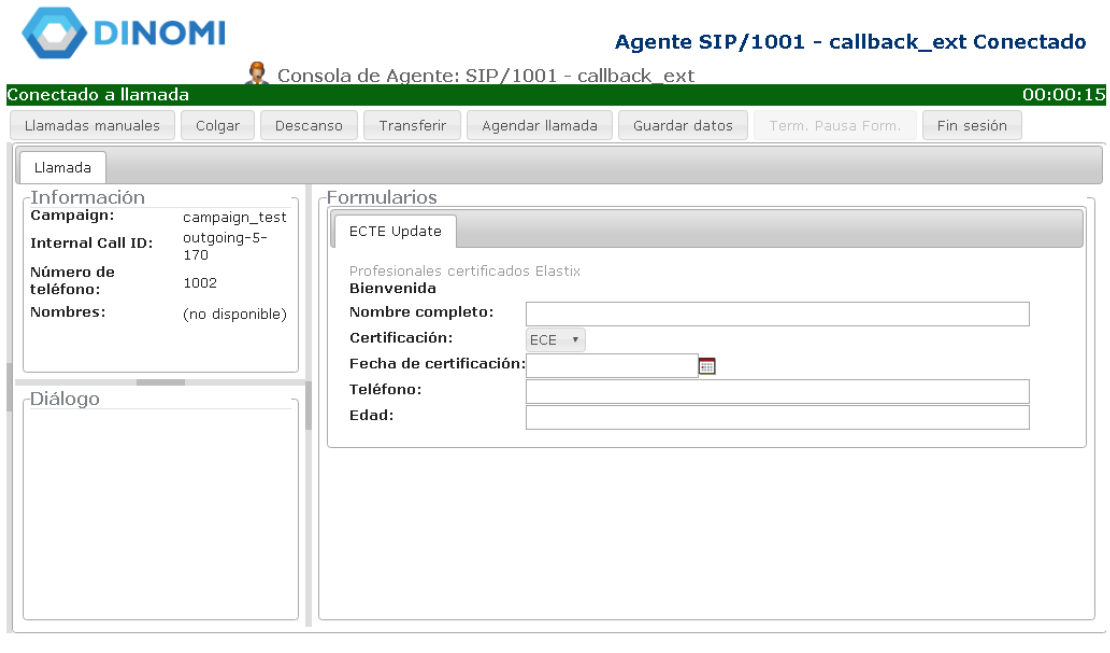 DINOMI
Agente SIP/1001 - callback_ext Conectado
Consola de Agente: SIP/1001 - callback_ext
Conectado a llamada 00:00:15
Llamadas manuales Colgar Descanso Transferir Agendar llamada Guardar datos Term. Pausa Form. Fin sesión
Llamada
Información
Campaign: campaign_test
Internal Call ID: outgoing-5-
170
Número de
teléfono: 1002
Nombres: (no disponible)
Diálogo
Formularios
ECTE Update
Profesionales certificados Elastix
Bienvenida
Nombre completo:
Certificación: ECE
Fecha de certificación:
Teléfono:
Edad: